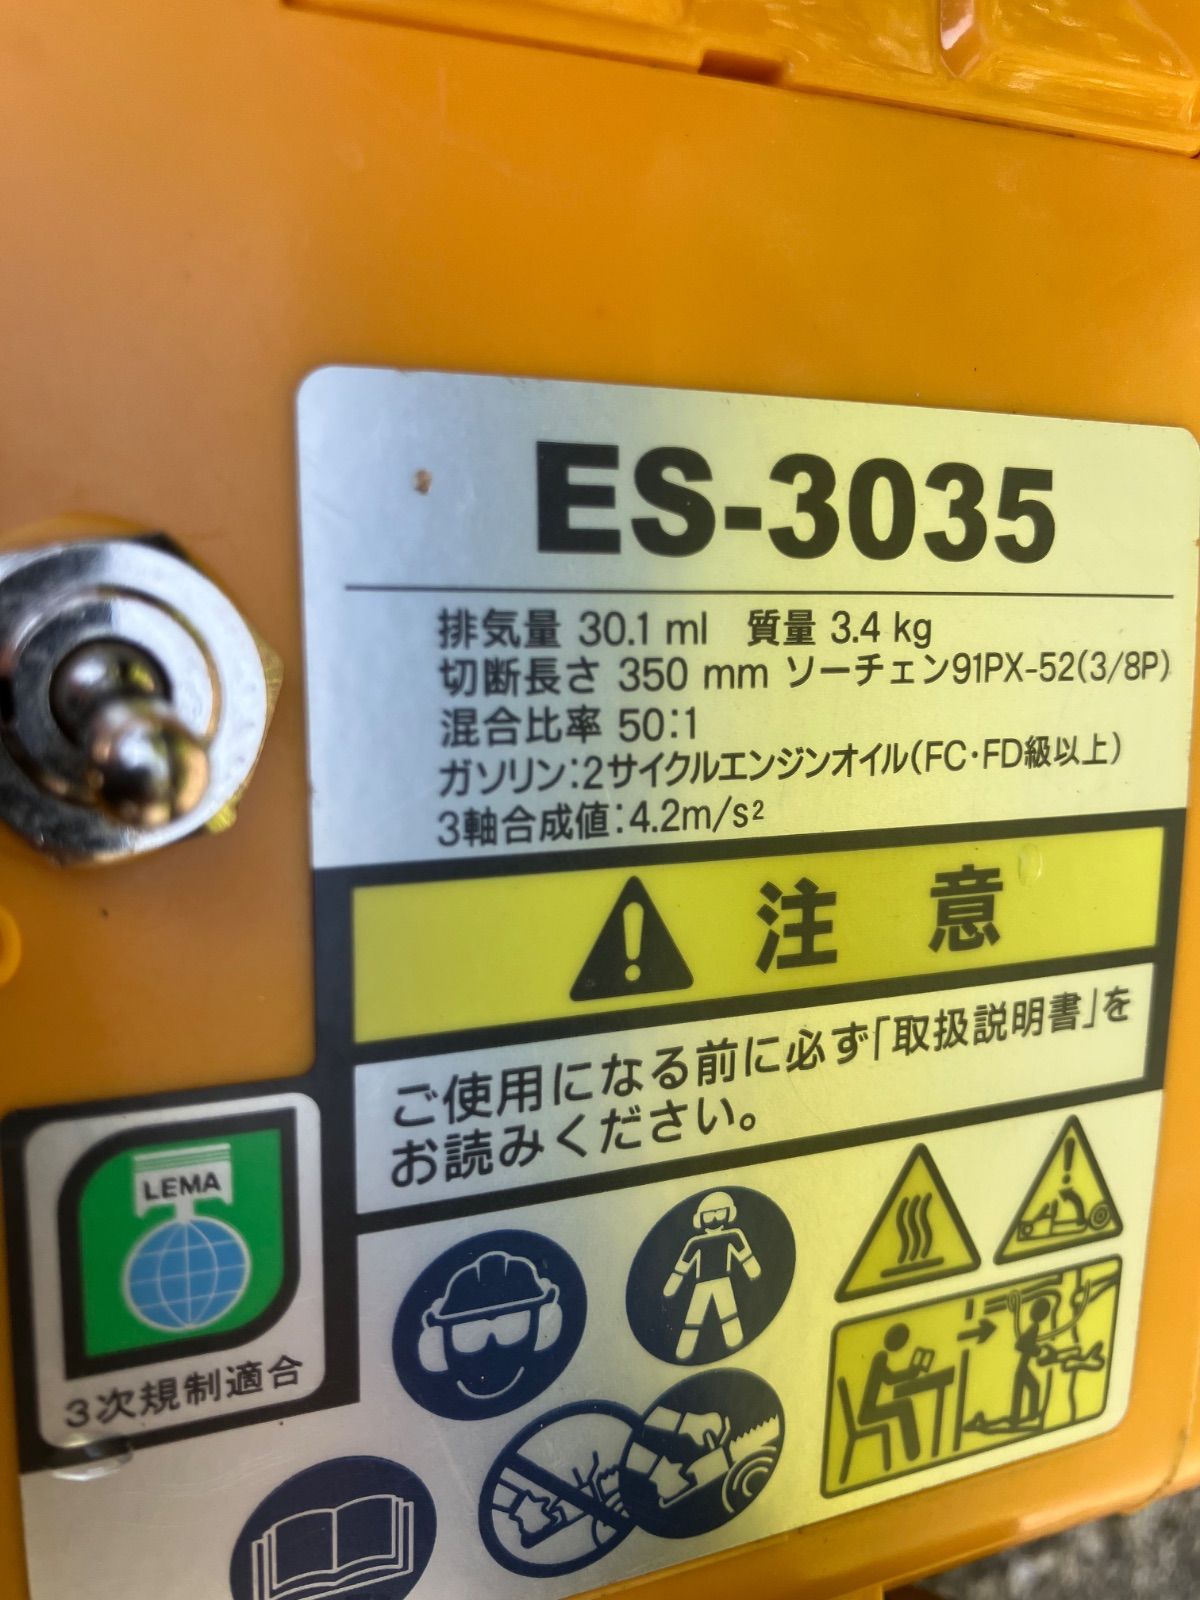 ES-3035
排気量 30.1 ml 質量 3.4 kg
切断長さ 350 mm ソーチェン91PX-52(3/8P)
混合比率 50:1
ガソリン:2サイクルエンジンオイル(FC・FD級以上)
3軸合成値:4.2m/s²
注意
ご使用になる前に必ず「取扱説明書」を
お読みください。
LEMA
3次規制適合